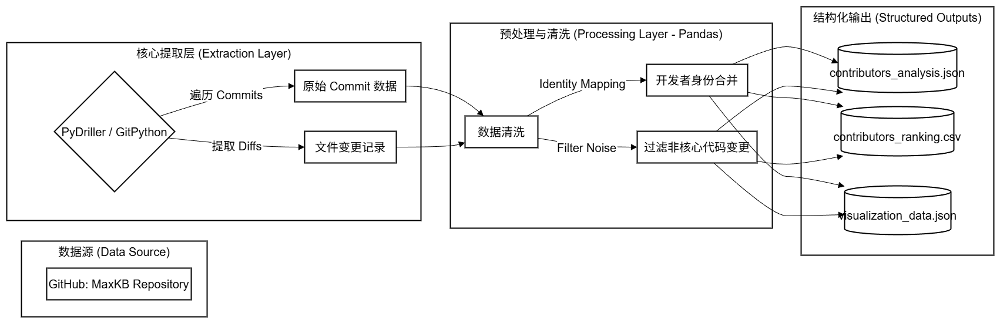 核心提取层 (Extraction Layer)
PyDriller / GitPython
遍历 Commits
提取 Diffs
原始 Commit 数据
文件变更记录
预处理与清洗 (Processing Layer - Pandas)
数据清洗
Identity Mapping
Filter Noise
开发者身份合并
过滤非核心代码变更
结构化输出 (Structured Outputs)
contributors_analysis.json
contributors_ranking.csv
visualization_data.json
数据源 (Data Source)
GitHub: MaxKB Repository